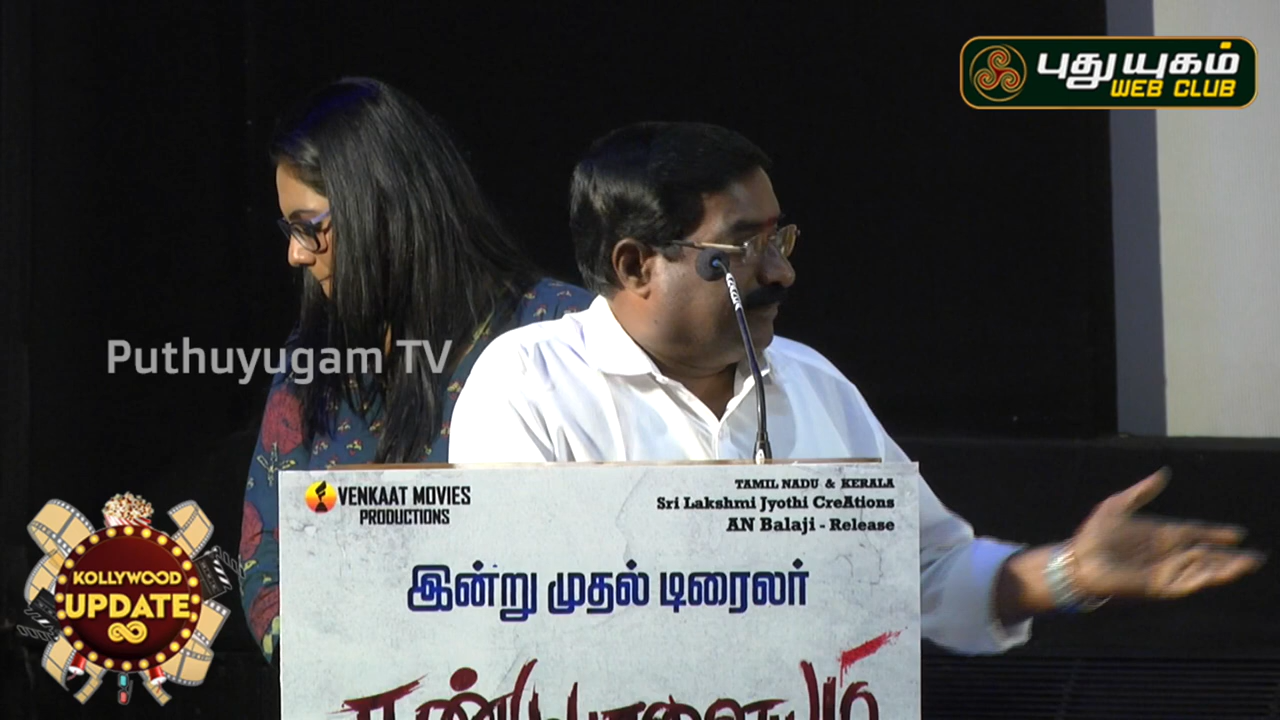 புதுயுகம்
WEB CLUB
Puthuyugam TV
VENKAAT MOVIES
PRODUCTIONS
TAMIL NADU & KERALA
Sri Lakshmi Jyothi CreAtions
AN Balaji - Release
இன்று முதல் டிரைலர்
KOLLYWOOD
UPDATE